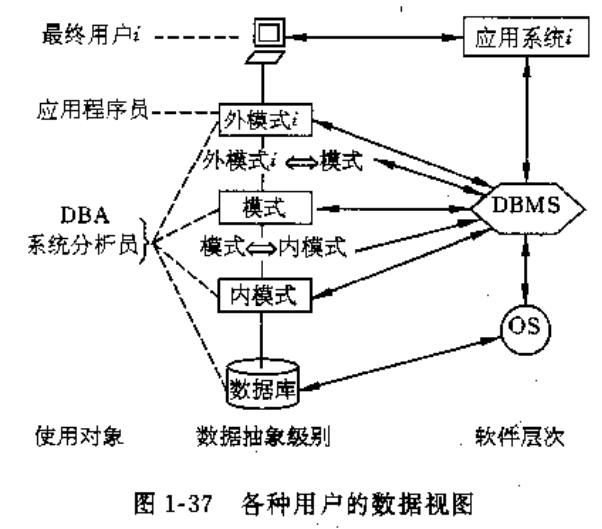 最终用户i
应用系统i
应用程序员
外模式i
外模式i⇔模式
DBMS
模式
DBA
系统分析员
模式⇔内模式
内模式
OS
数据库
使用对象
数据抽象级别
软件层次
图 1-37 各种用户的数据视图